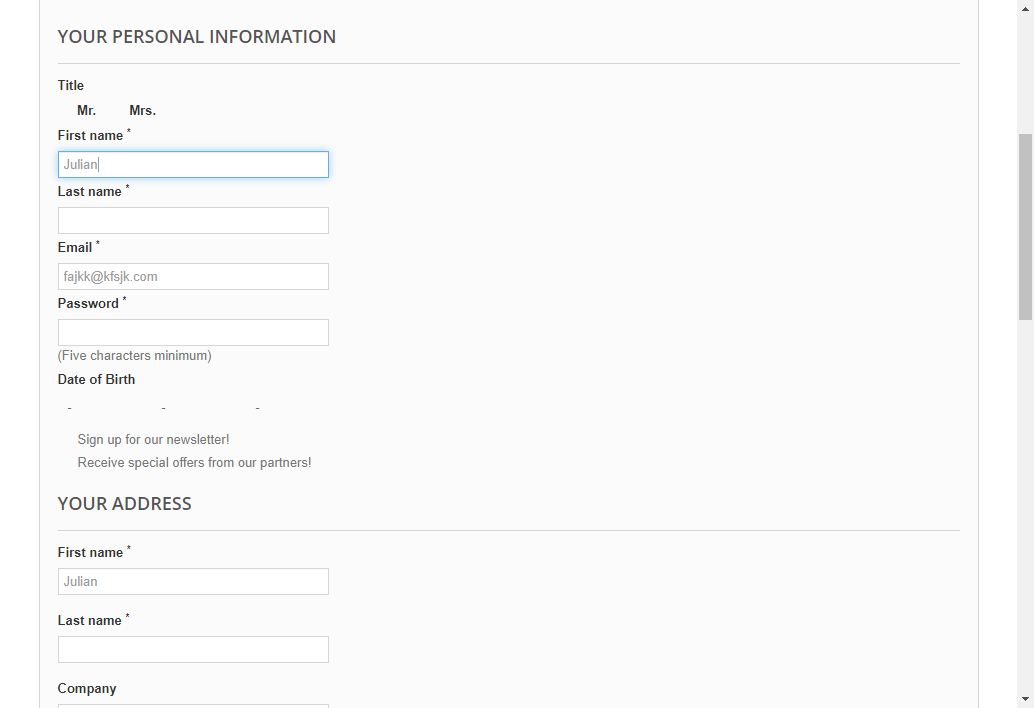 YOUR PERSONAL INFORMATION
Title
Mr. Mrs.
First name *
Julian
Last name *
Email *
fajkk@kfsjk.com
Password *
(Five characters minimum)
Date of Birth
- - -
Sign up for our newsletter!
Receive special offers from our partners!
YOUR ADDRESS
First name *
Julian
Last name *
Company